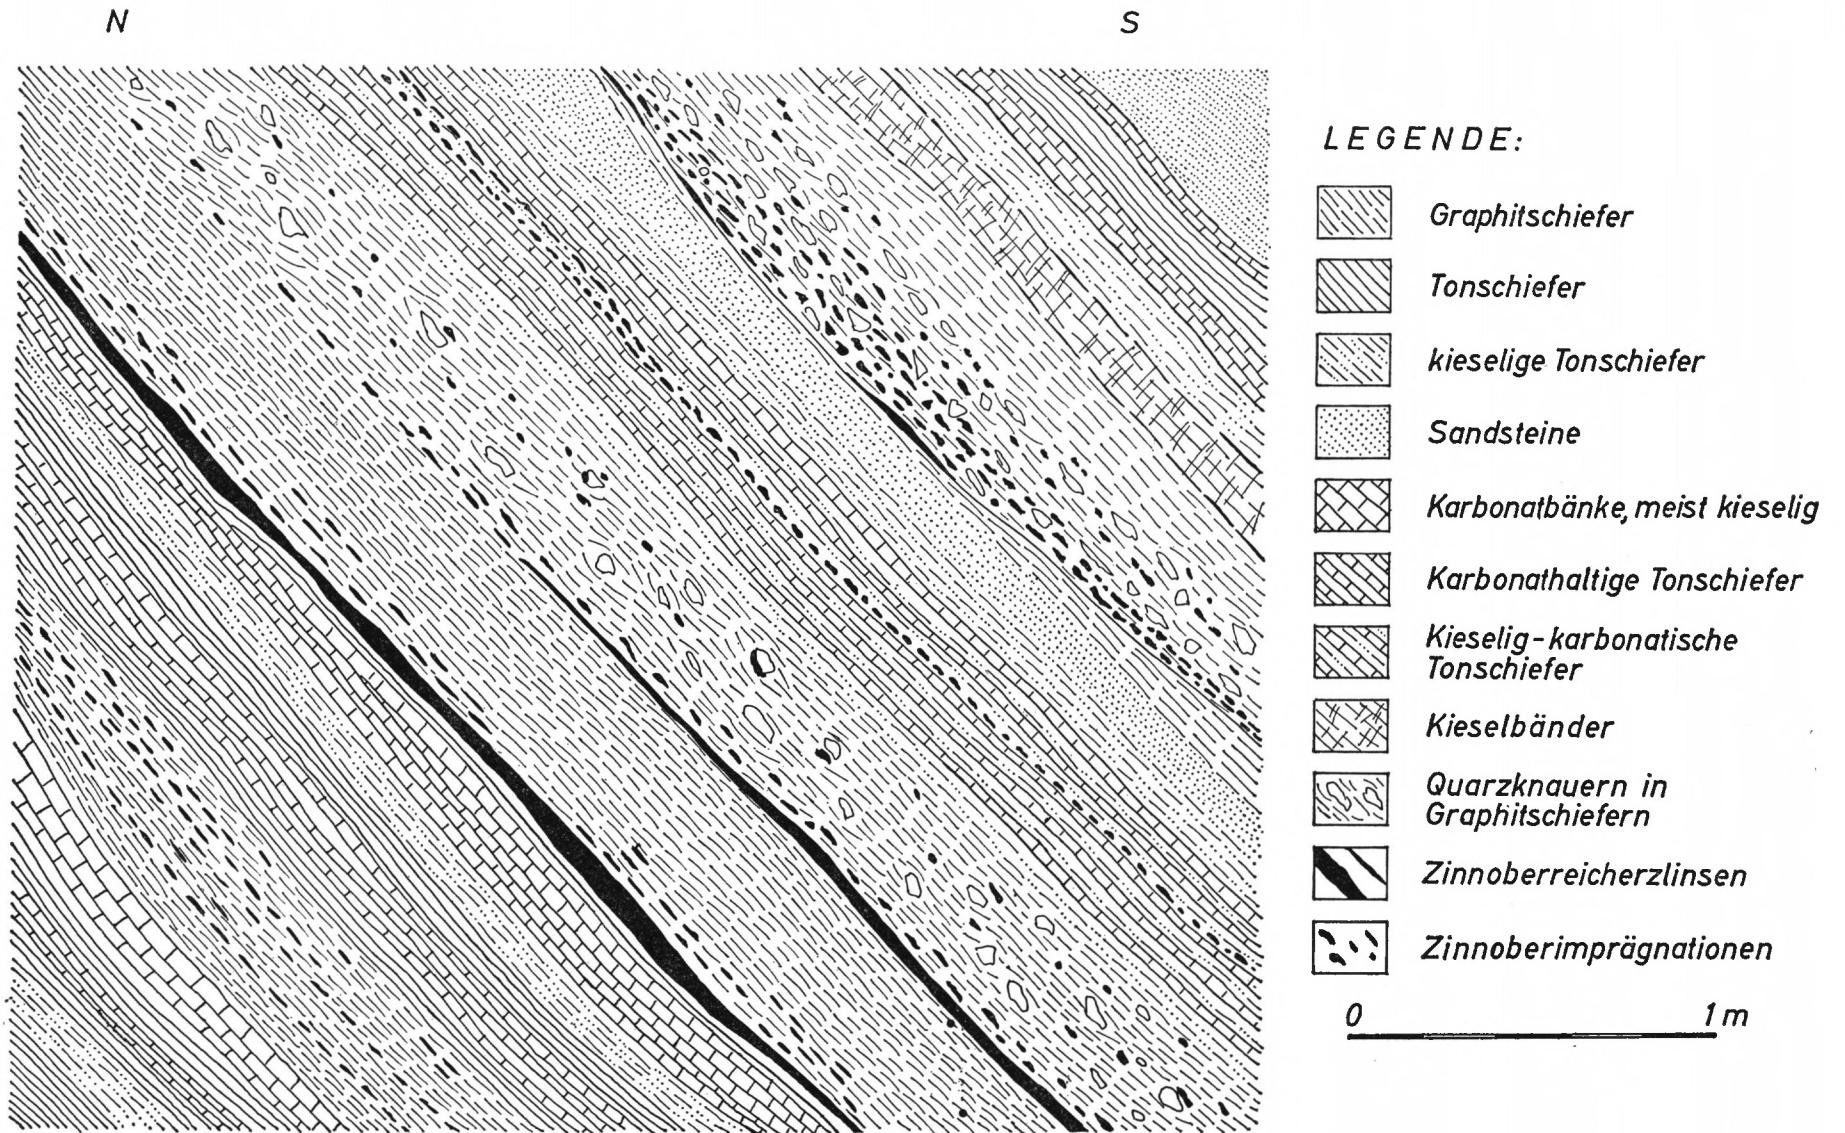 N S
LEGENDE:
Graphitschiefer
Tonschiefer
kieselige Tonschiefer
Sandsteine
Karbonatbänke, meist kieselig
Karbonathaltige Tonschiefer
Kieselig-karbonatische
Tonschiefer
Kieselbänder
Quarzknauern in
Graphitschiefern
Zinnoberreicherzlinsen
Zinnoberimprägnationen
0 1 m